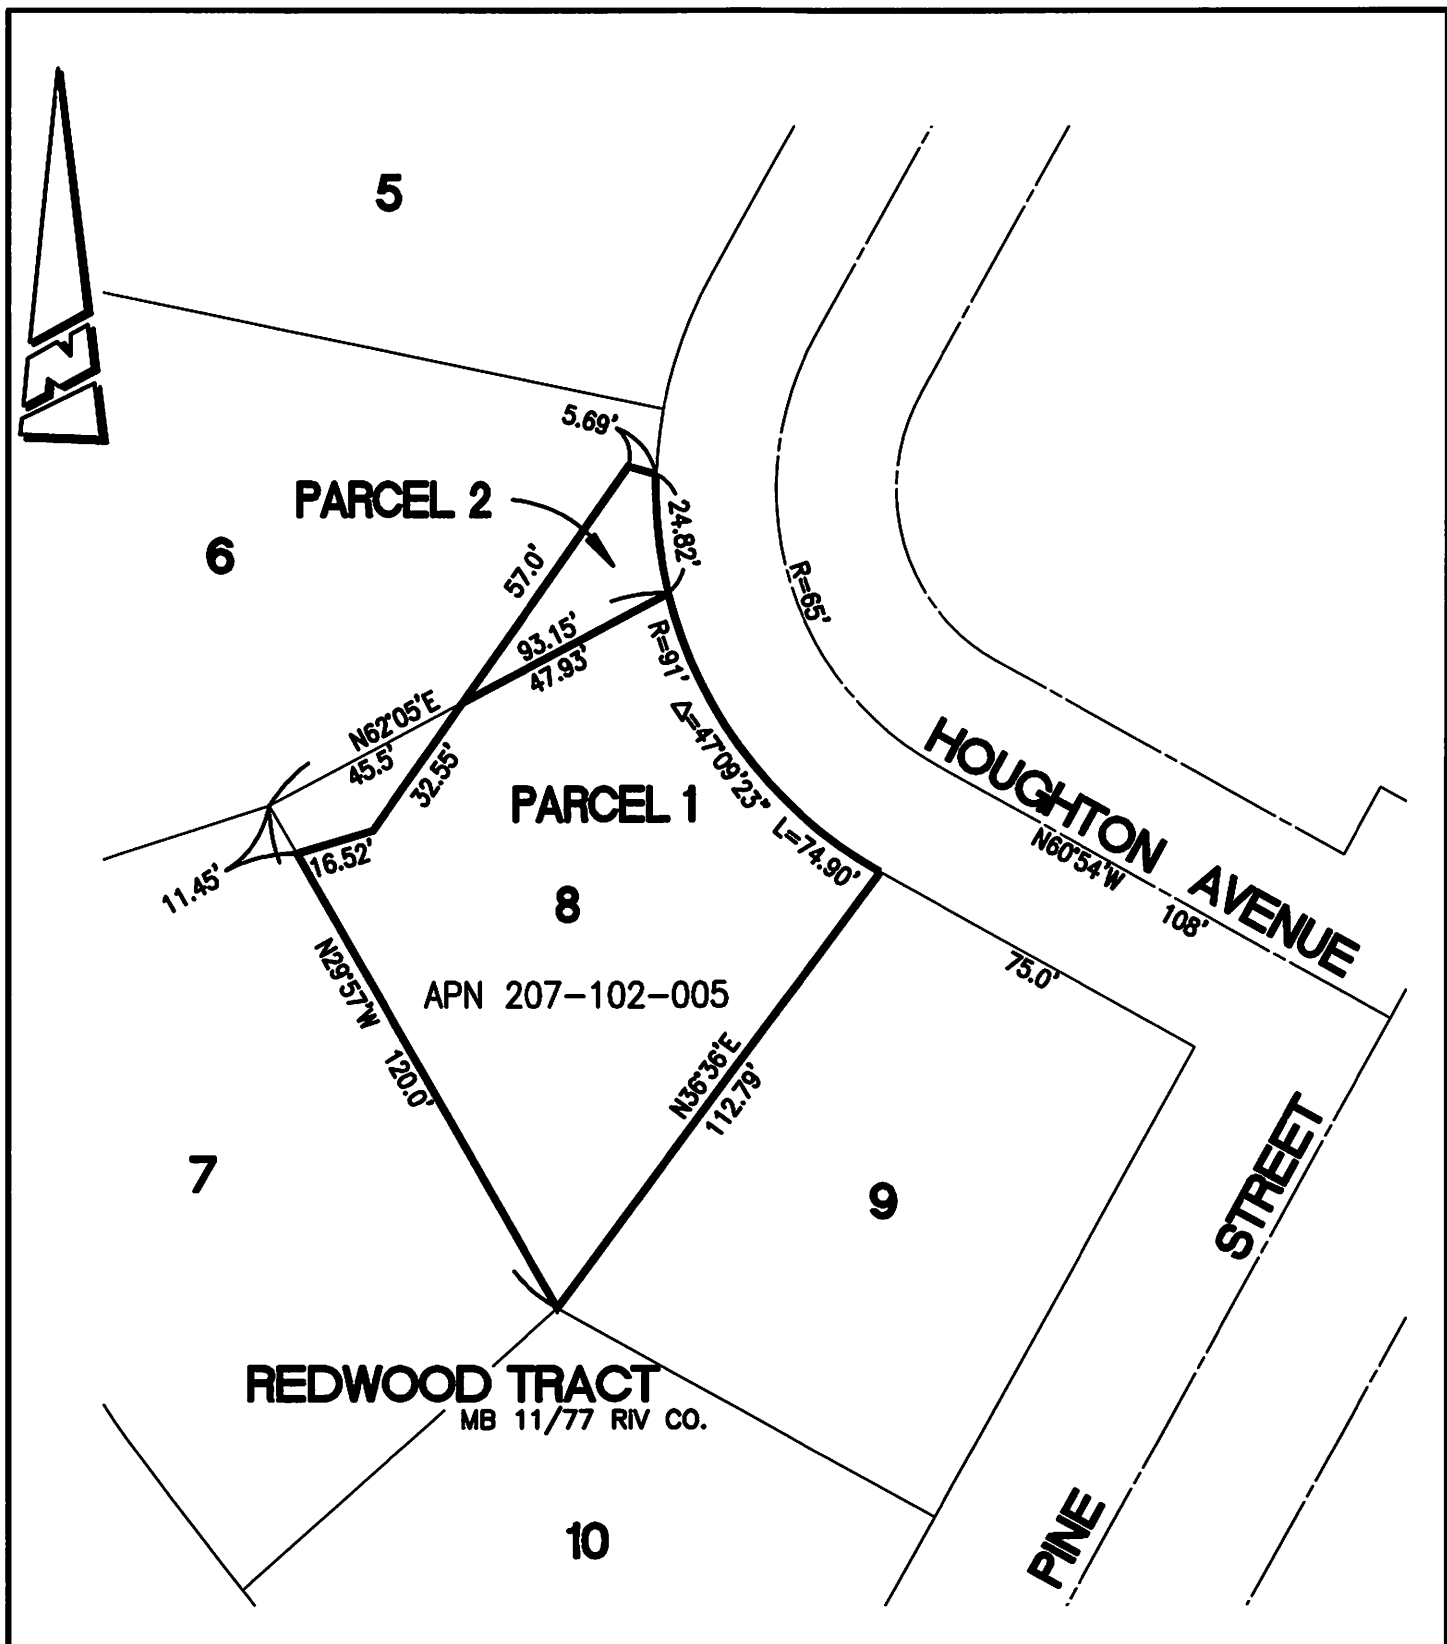 N
5
5.69'
PARCEL 2
24.82'
6
57.0'
R=65'
93.15'
47.93'
R=91' Δ=47°09'23" L=74.90'
N62°05'E
45.5'
32.55'
PARCEL 1
HOUGHTON AVENUE
N60°54'W 108'
16.52'
11.45'
8
75.0'
APN 207-102-005
N29°57'W 120.0'
N36°36'E
112.79'
7
9
STREET
REDWOOD TRACT
MB 11/77 RIV CO.
10
PINE